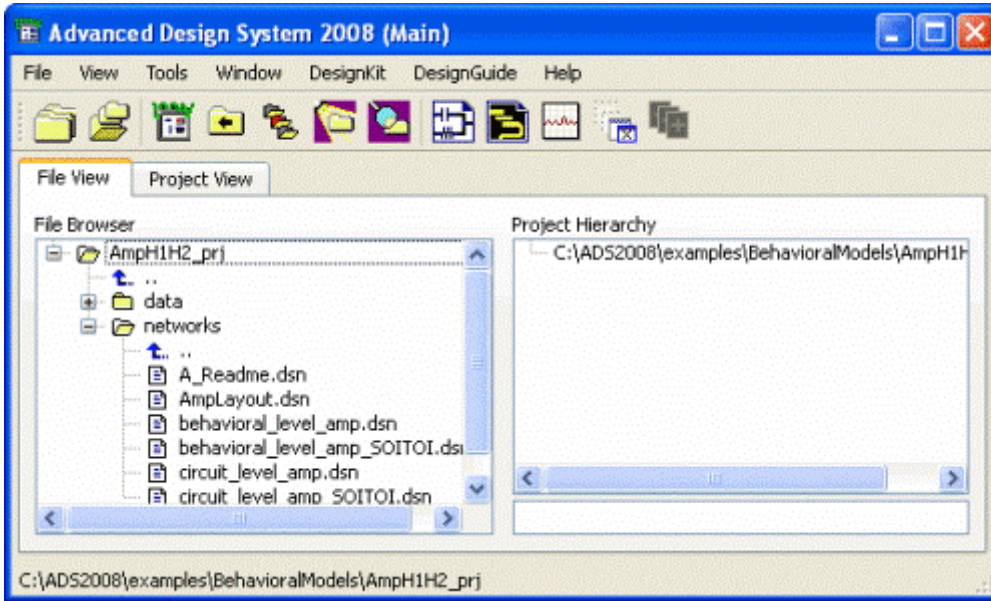 Advanced Design System 2008 (Main)
File View Tools Window DesignKit DesignGuide Help
File View Project View
File Browser
AmpH1H2_prj
..
data
networks
..
A_Readme.dsn
AmpLayout.dsn
behavioral_level_amp.dsn
behavioral_level_amp_SOITOI.dsn
circuit_level_amp.dsn
circuit_level_amp_SOITOI.dsn
Project Hierarchy
C:\ADS2008\examples\BehavioralModels\AmpH1H
C:\ADS2008\examples\BehavioralModels\AmpH1H2_prj